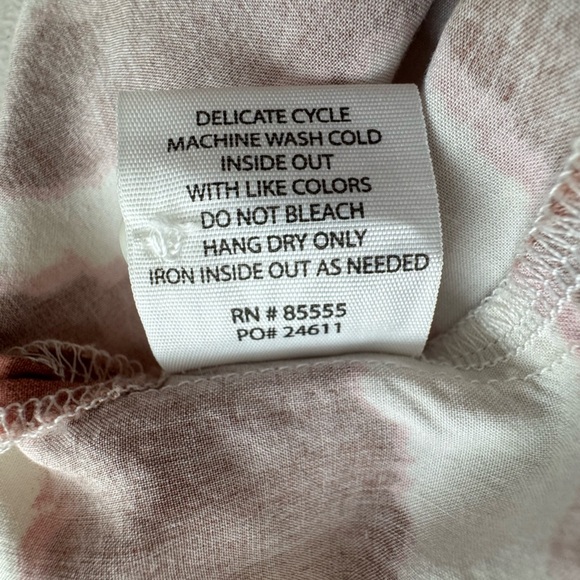 DELICATE CYCLE
MACHINE WASH COLD
INSIDE OUT
WITH LIKE COLORS
DO NOT BLEACH
HANG DRY ONLY
IRON INSIDE OUT AS NEEDED
RN # 85555
PO# 24611